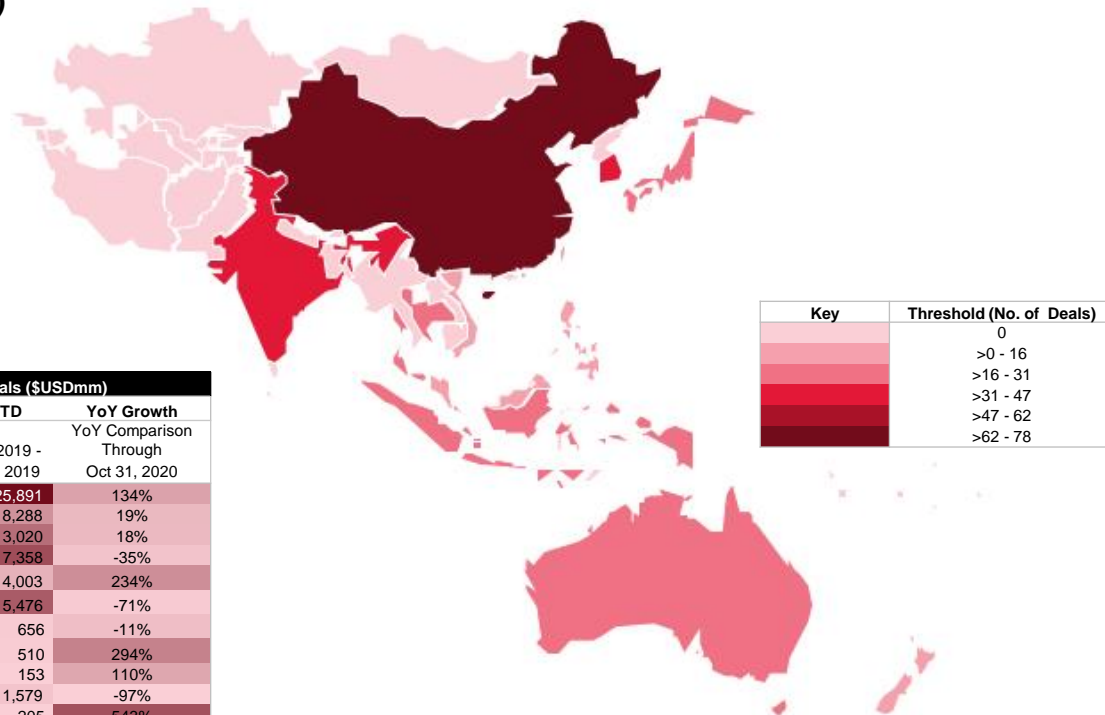 Key Threshold (No. of Deals)
0
>0 - 16
>16 - 31
>31 - 47
>47 - 62
>62 - 78
als ($USDmm)
TD YoY Growth
2019 - YoY Comparison
2019 Through
Oct 31, 2020
25,891 134%
8,288 19%
3,020 18%
7,358 -35%
4,003 234%
5,476 -71%
656 -11%
510 294%
153 110%
1,579 -97%